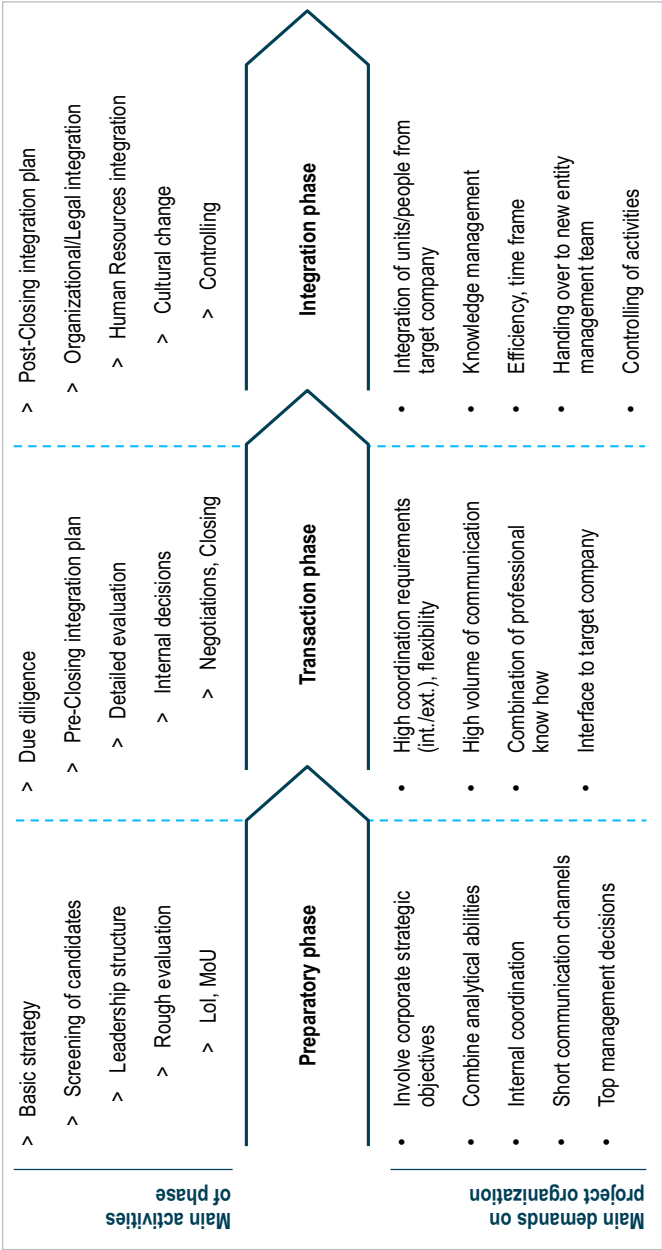 Main activities
of phase
> Basic strategy
> Screening of candidates
> Leadership structure
> Rough evaluation
> LoI, MoU
> Due diligence
> Pre-Closing integration plan
> Detailed evaluation
> Internal decisions
> Negotiations, Closing
> Post-Closing integration plan
> Organizational/Legal integration
> Human Resources integration
> Cultural change
> Controlling
Preparatory phase
Transaction phase
Integration phase
Main demands on
project organization
• Involve corporate strategic
objectives
• Combine analytical abilities
• Internal coordination
• Short communication channels
• Top management decisions
• High coordination requirements
(int./ext.), flexibility
• High volume of communication
• Combination of professional
know how
• Interface to target company
• Integration of units/people from
target company
• Knowledge management
• Efficiency, time frame
• Handing over to new entity
management team
• Controlling of activities